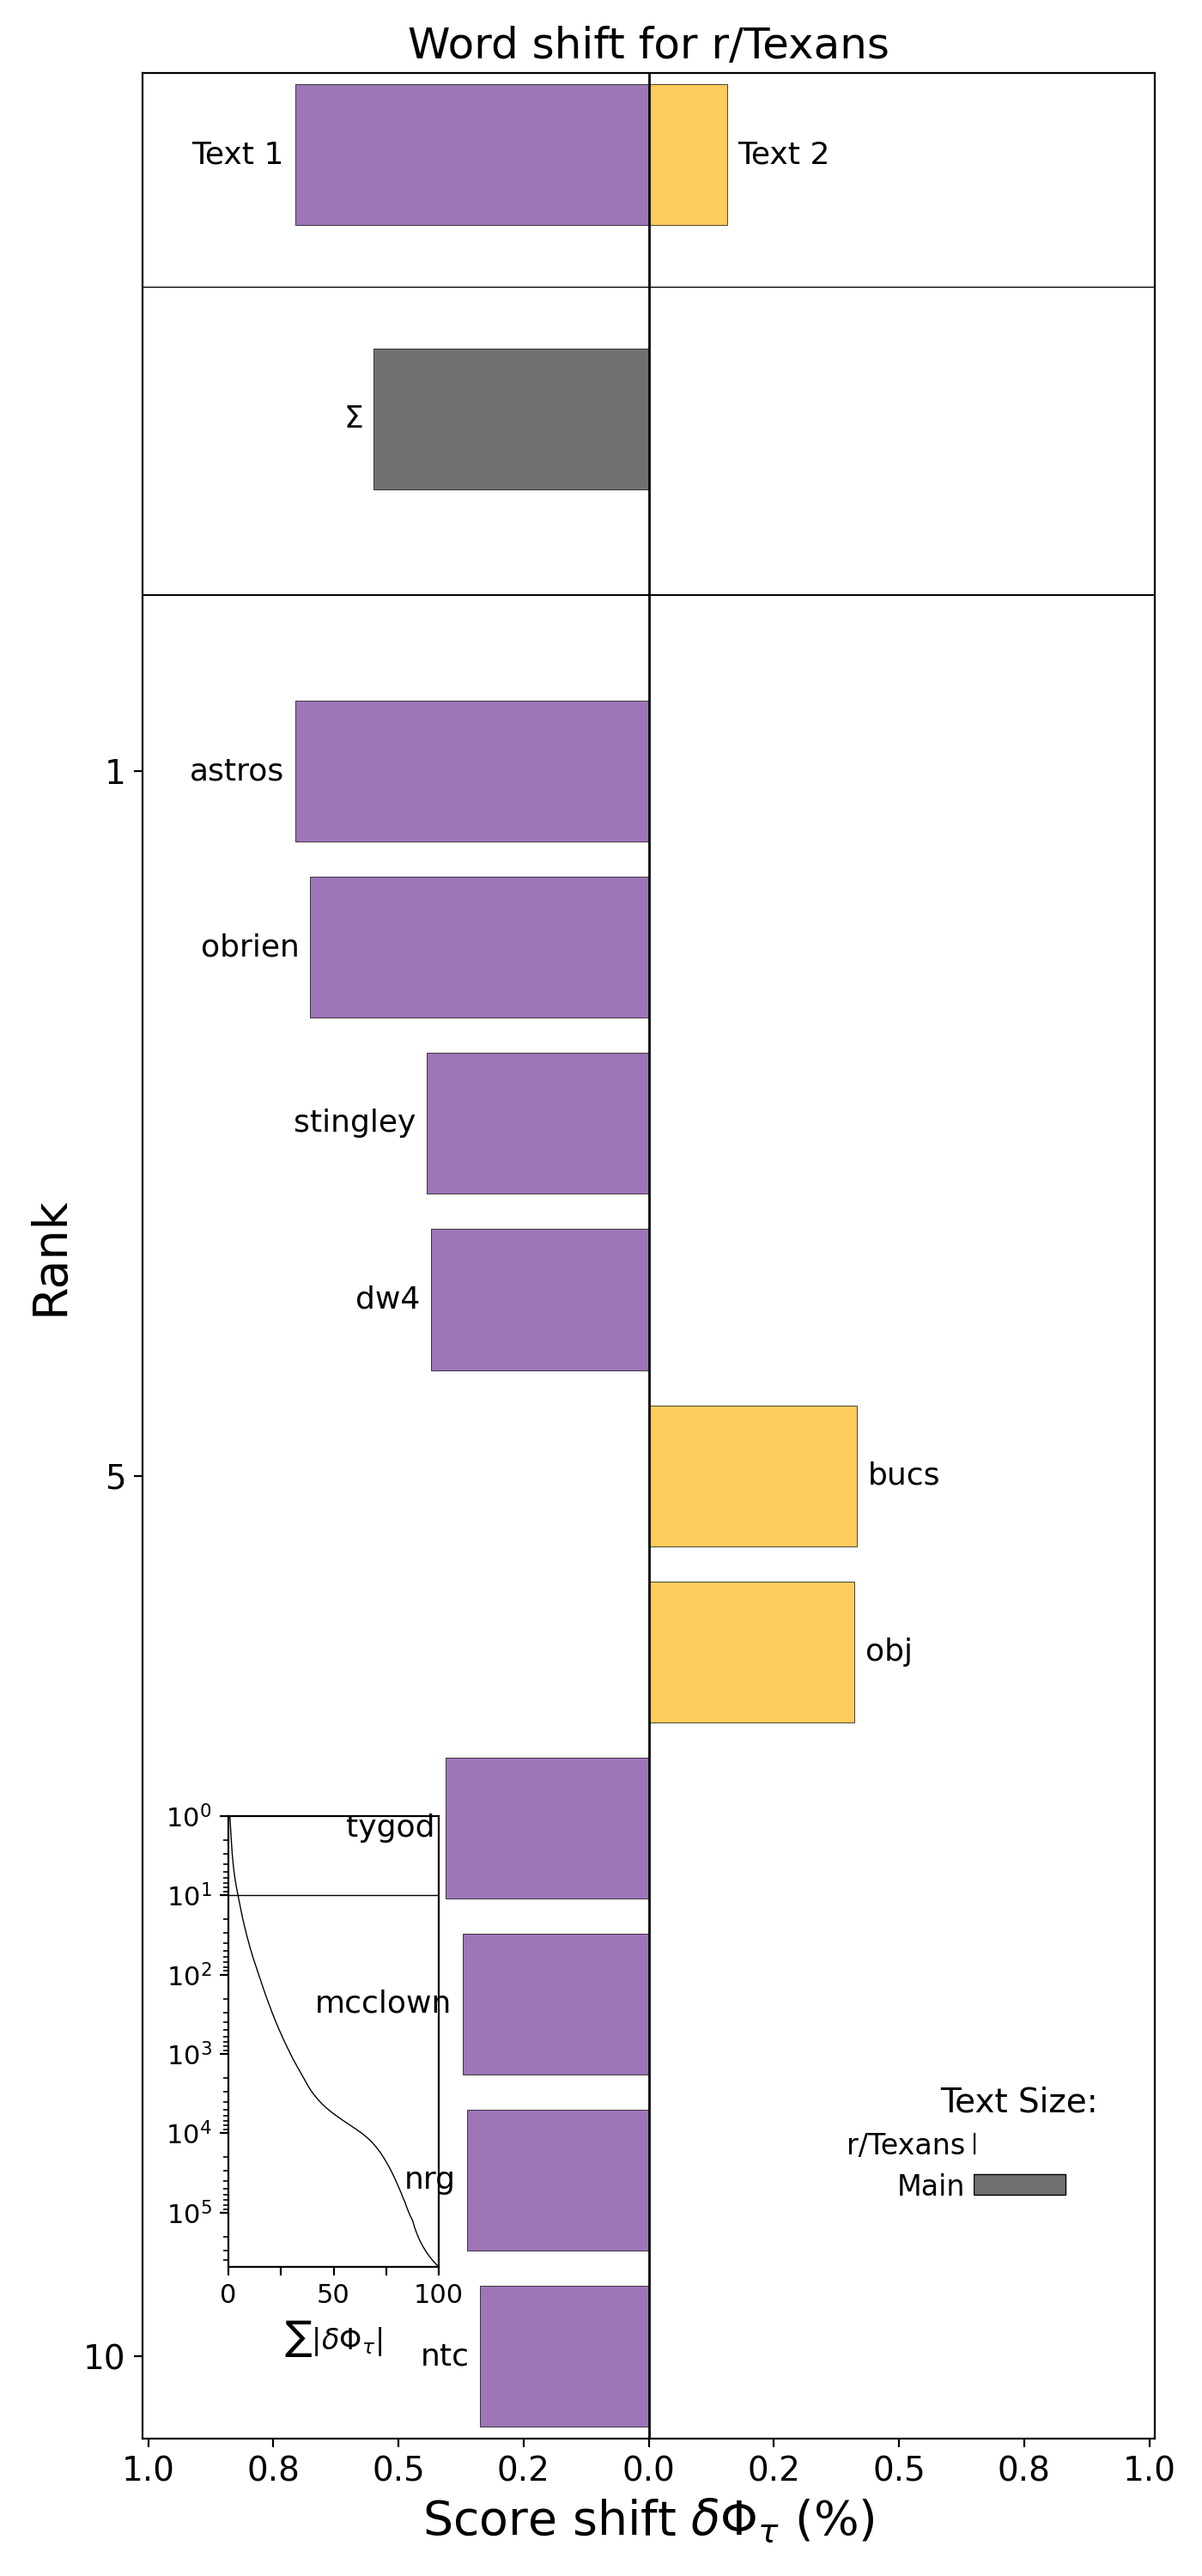 Word shift for r/Texans
Text 1
Text 2
Σ
1
astros
obrien
stingley
dw4
Rank
5
bucs
obj
tygod
mcclown
nrg
10
ntc
10⁰
10¹
10²
10³
10⁴
10⁵
0 50 100
∑|δΦ_τ|
Text Size:
r/Texans
Main
1.0 0.8 0.5 0.2 0.0 0.2 0.5 0.8 1.0
Score shift δΦ_τ (%)